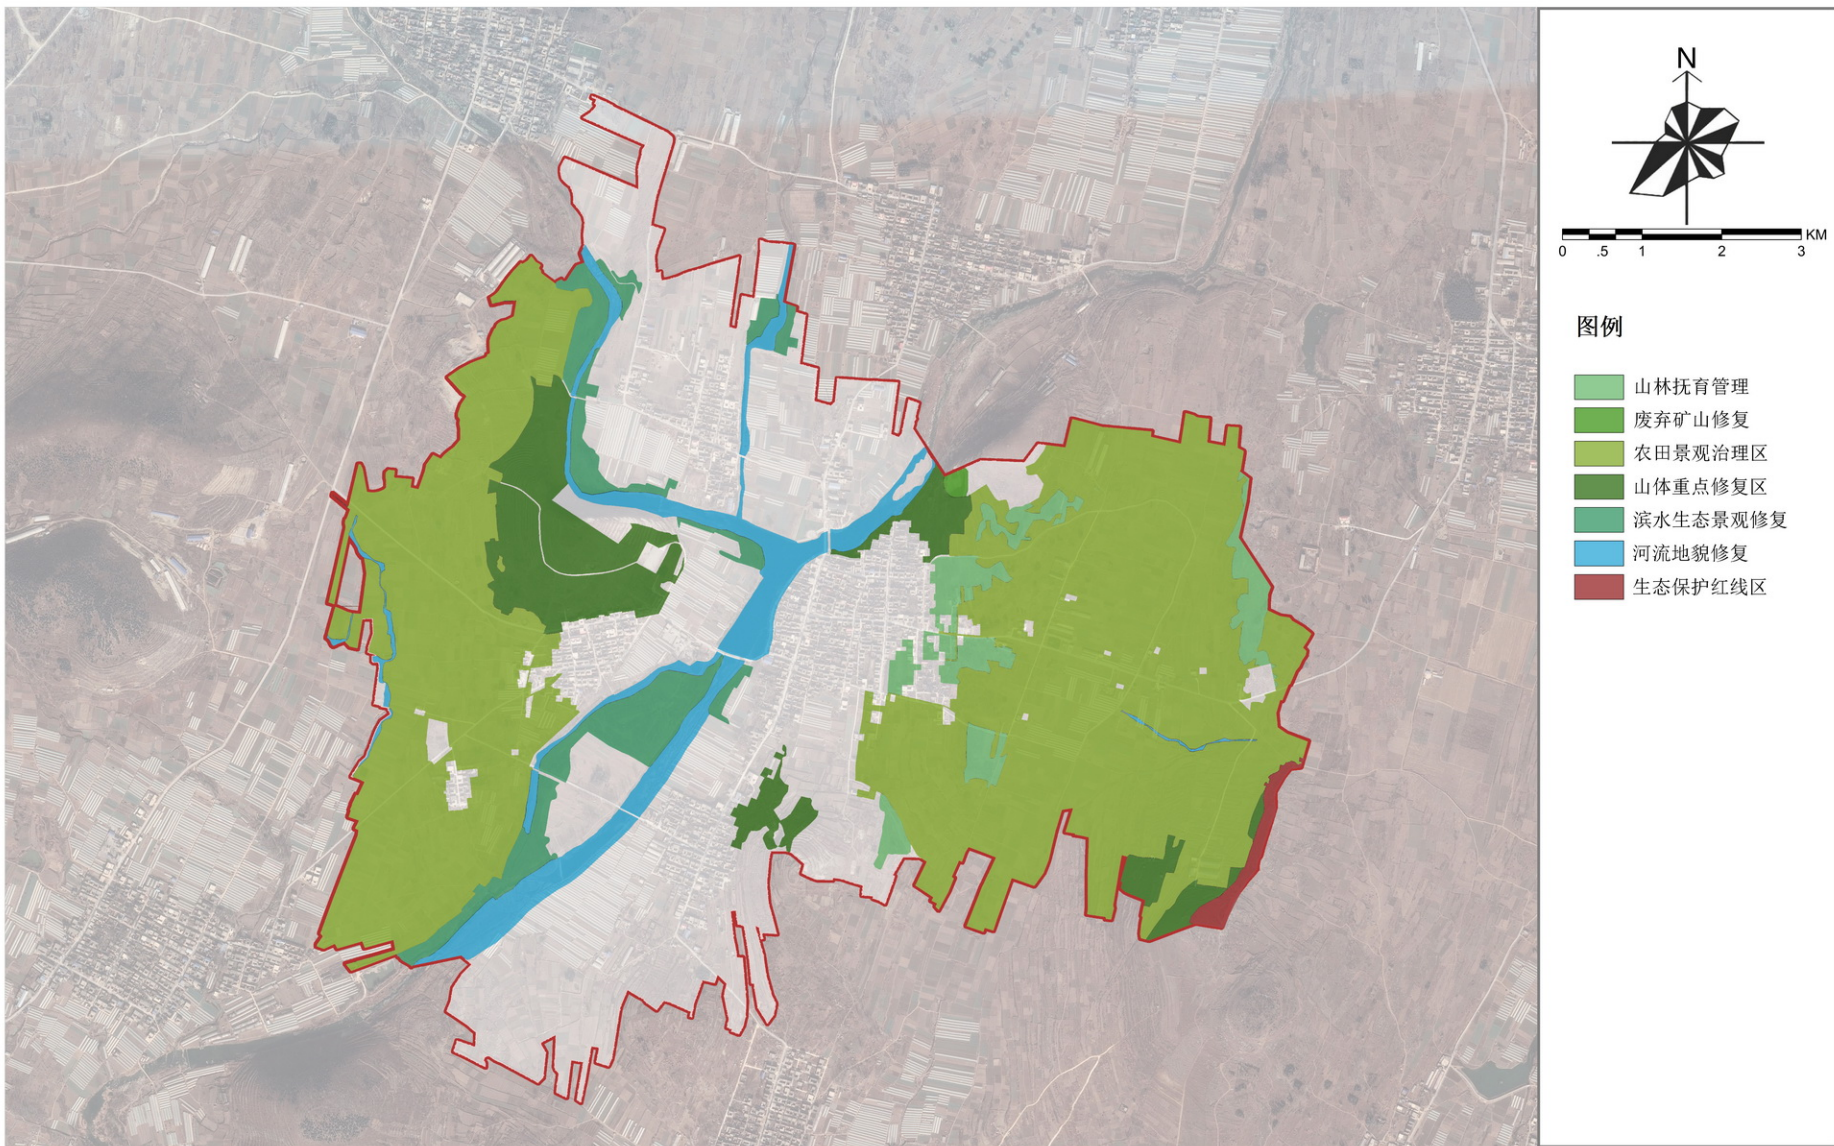 N
KM
0 .5 1 2 3
图例
山林抚育管理
废弃矿山修复
农田景观治理区
山体重点修复区
滨水生态景观修复
河流地貌修复
生态保护红线区